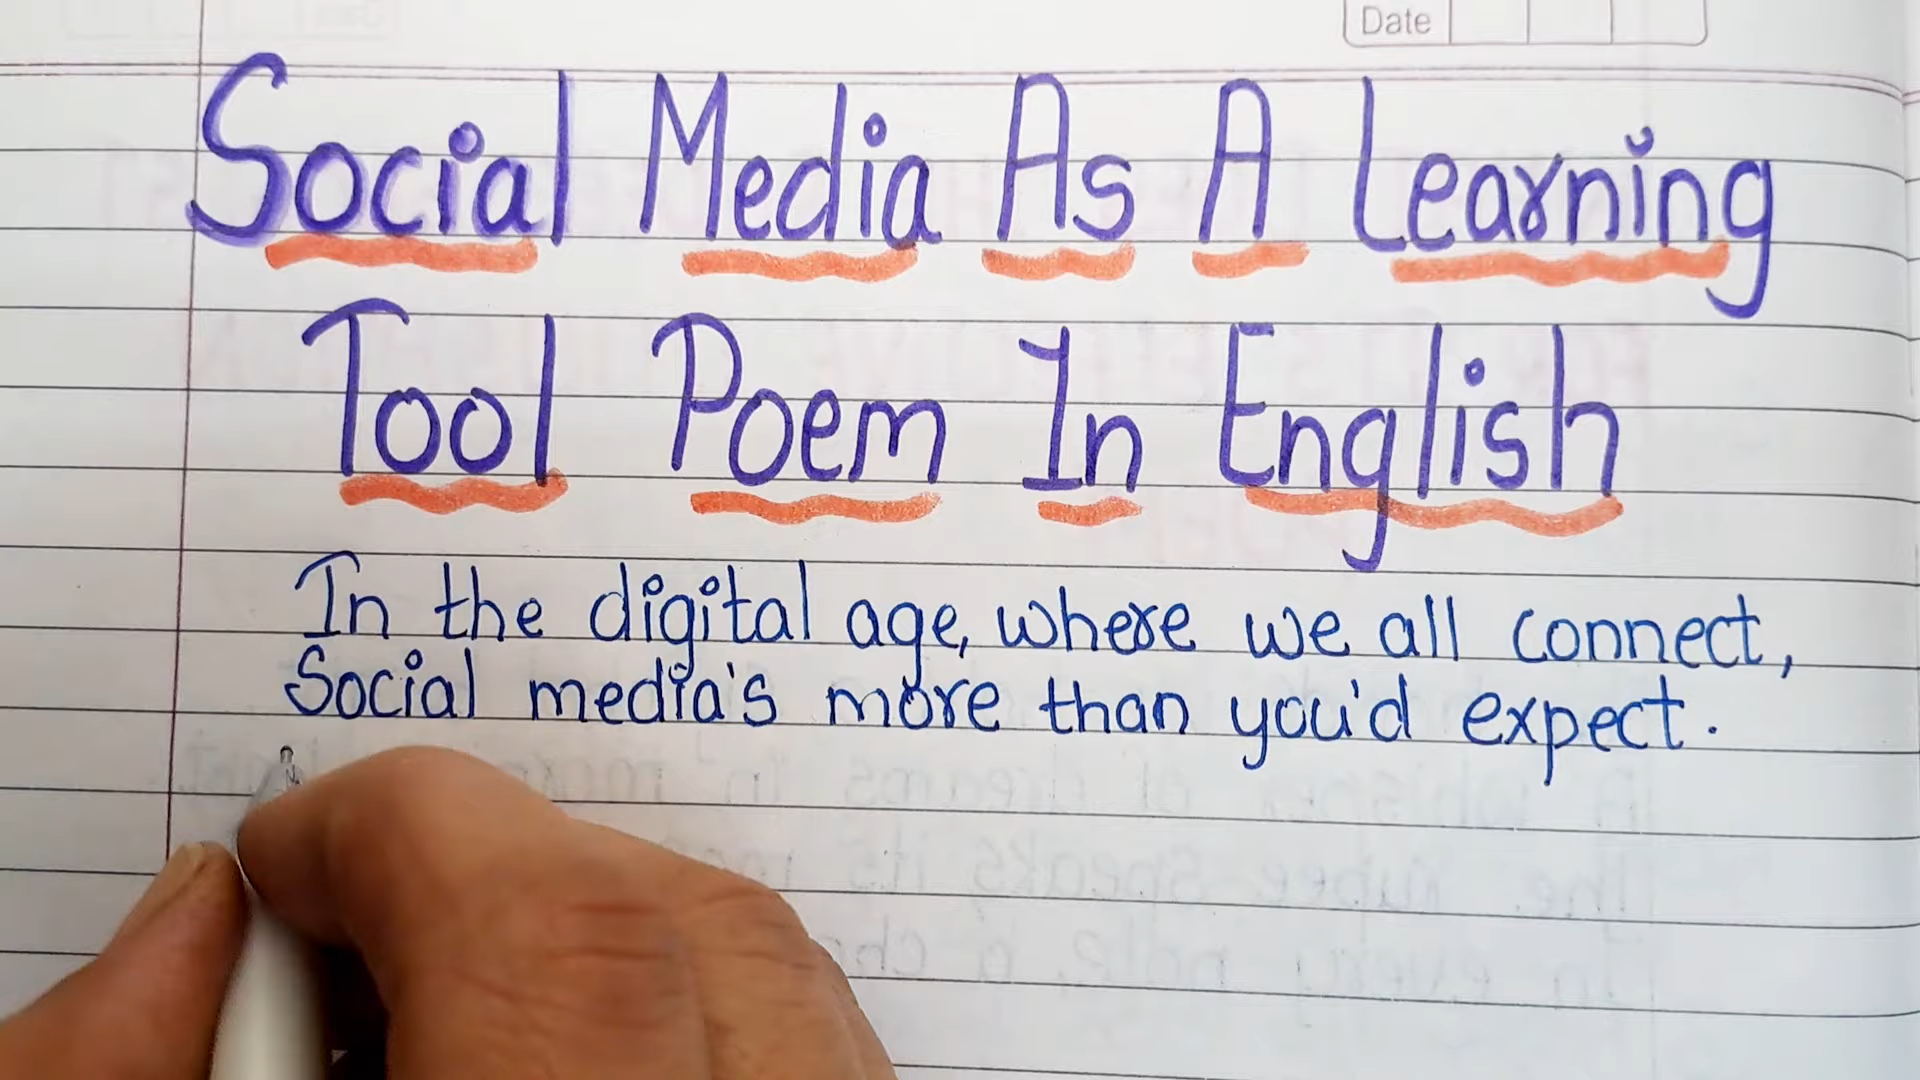 Date
Social Media As A Learning
Tool Poem In English
In the digital age, where we all connect,
Social media's more than you'd expect.